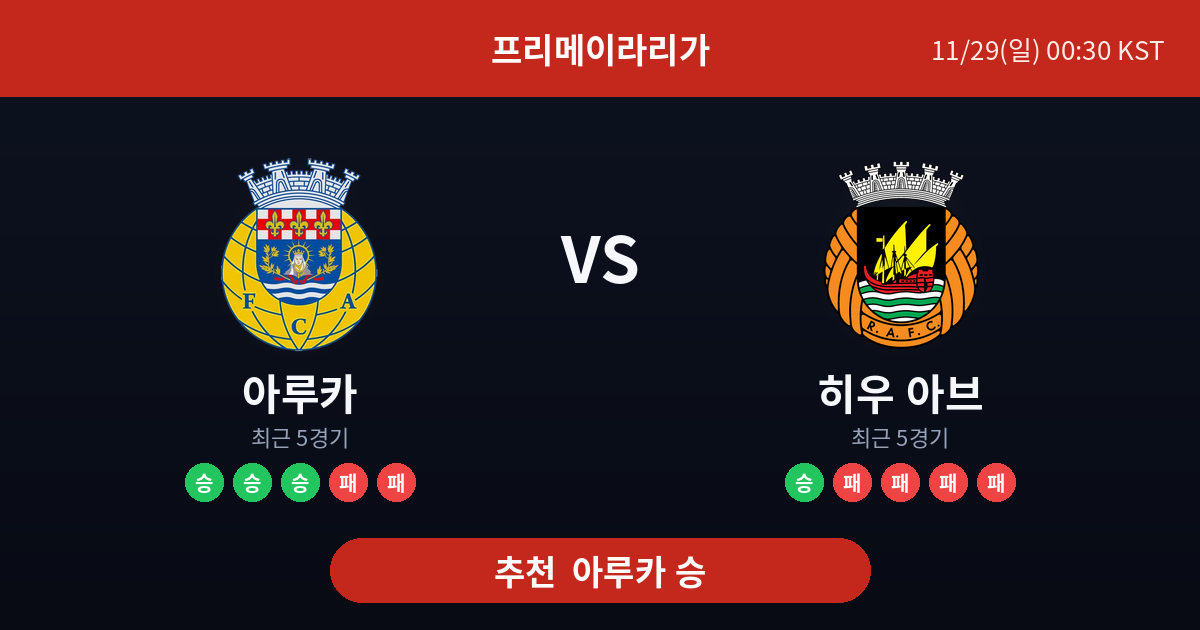 프리메이라리가
11/29(일) 00:30 KST
VS
F C A
R. A. F. C.
아루카
히우 아브
최근 5경기
최근 5경기
승 승 승 패 패
승 패 패 패 패
추천 아루카 승